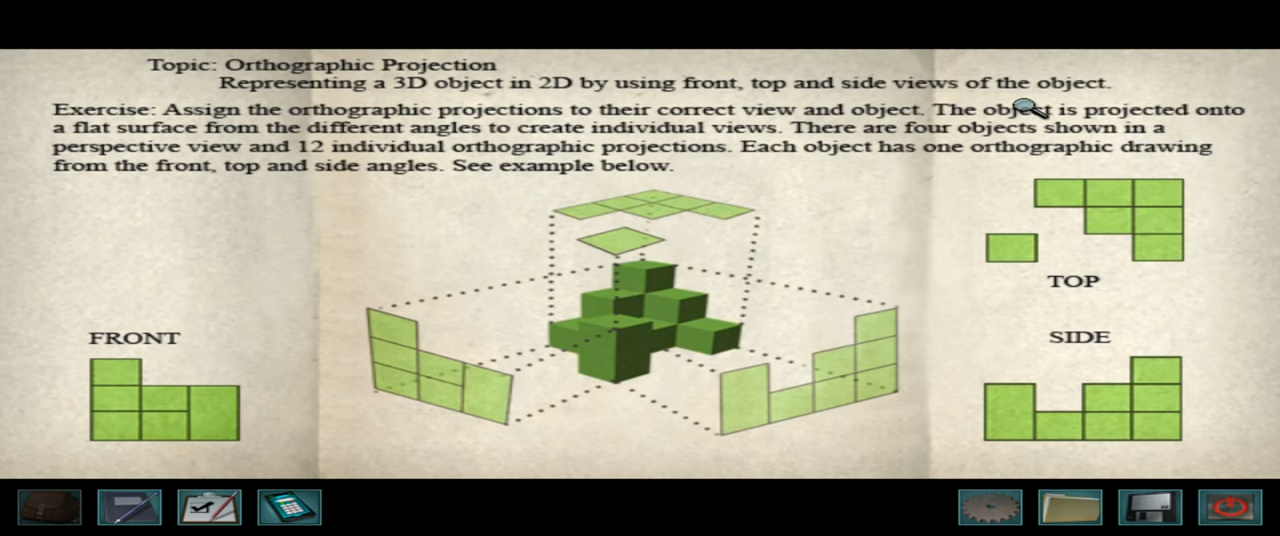 Topic: Orthographic Projection
Representing a 3D object in 2D by using front, top and side views of the object.
Exercise: Assign the orthographic projections to their correct view and object. The object is projected onto
a flat surface from the different angles to create individual views. There are four objects shown in a
perspective view and 12 individual orthographic projections. Each object has one orthographic drawing
from the front, top and side angles. See example below.
TOP
FRONT
SIDE